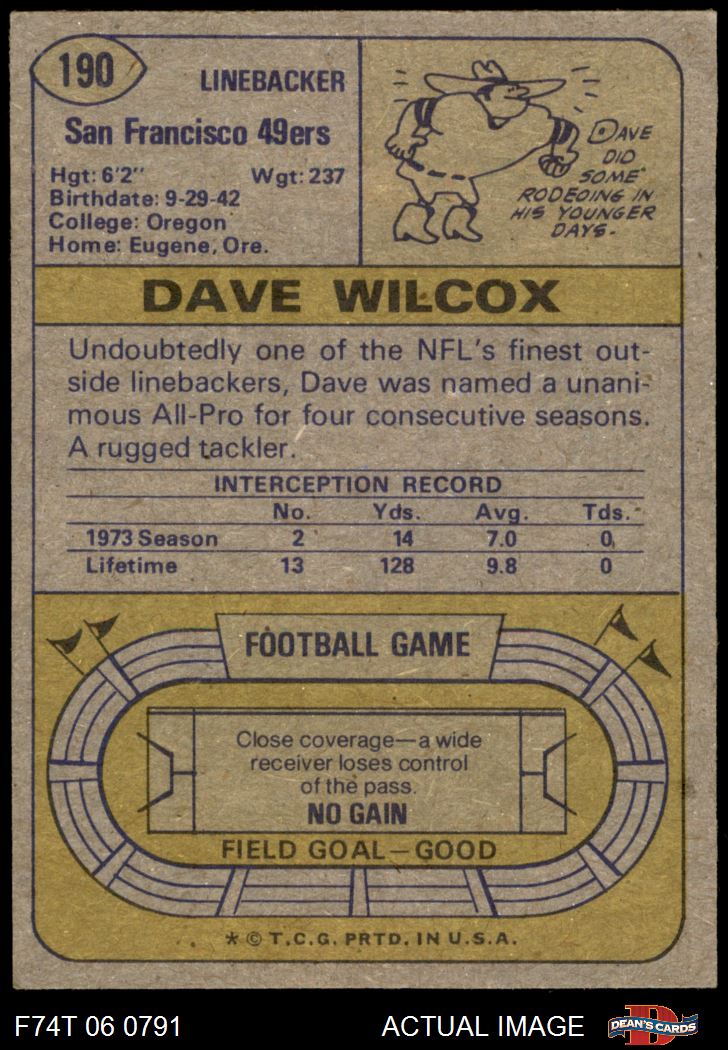 190
LINEBACKER
San Francisco 49ers
Hgt: 6'2" Wgt: 237
Birthdate: 9-29-42
College: Oregon
Home: Eugene, Ore.
DAVE
DID
SOME
RODEOING IN
HIS YOUNGER
DAYS.
DAVE WILCOX
Undoubtedly one of the NFL's finest out-
side linebackers, Dave was named a unani-
mous All-Pro for four consecutive seasons.
A rugged tackler.
INTERCEPTION RECORD
No. Yds. Avg. Tds.
1973 Season 2 14 7.0 0
Lifetime 13 128 9.8 0
FOOTBALL GAME
Close coverage—a wide
receiver loses control
of the pass.
NO GAIN
FIELD GOAL—GOOD
* © T.C.G. PRTD. IN U.S.A.
F74T 06 0791 ACTUAL IMAGE
D
DEAN'S CARDS